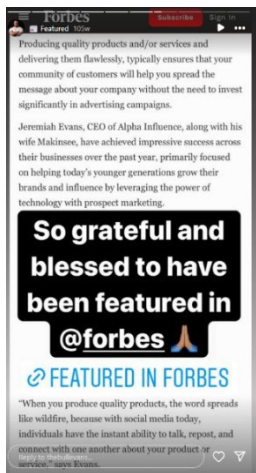 Forbes
Subscribe
Sign In
Featured 105w
Producing quality products and/or services and
delivering them flawlessly, typically ensures that your
community of customers will help you spread the
message about your company without the need to invest
significantly in advertising campaigns.
Jeremiah Evans, CEO of Alpha Influence, along with his
wife Makinsee, have achieved impressive success across
their businesses over the past year, primarily focused
on helping today's younger generations grow their
brands and influence by leveraging the power of
technology with prospect marketing.
So grateful and
blessed to have
been featured in
@forbes 🙏🏽
FEATURED IN FORBES
“When you produce quality products, the word spreads
like wildfire, because with social media today,
individuals have the instant ability to talk, repost, and
connect with one another about your product or
service,” says Evans.
Reply to